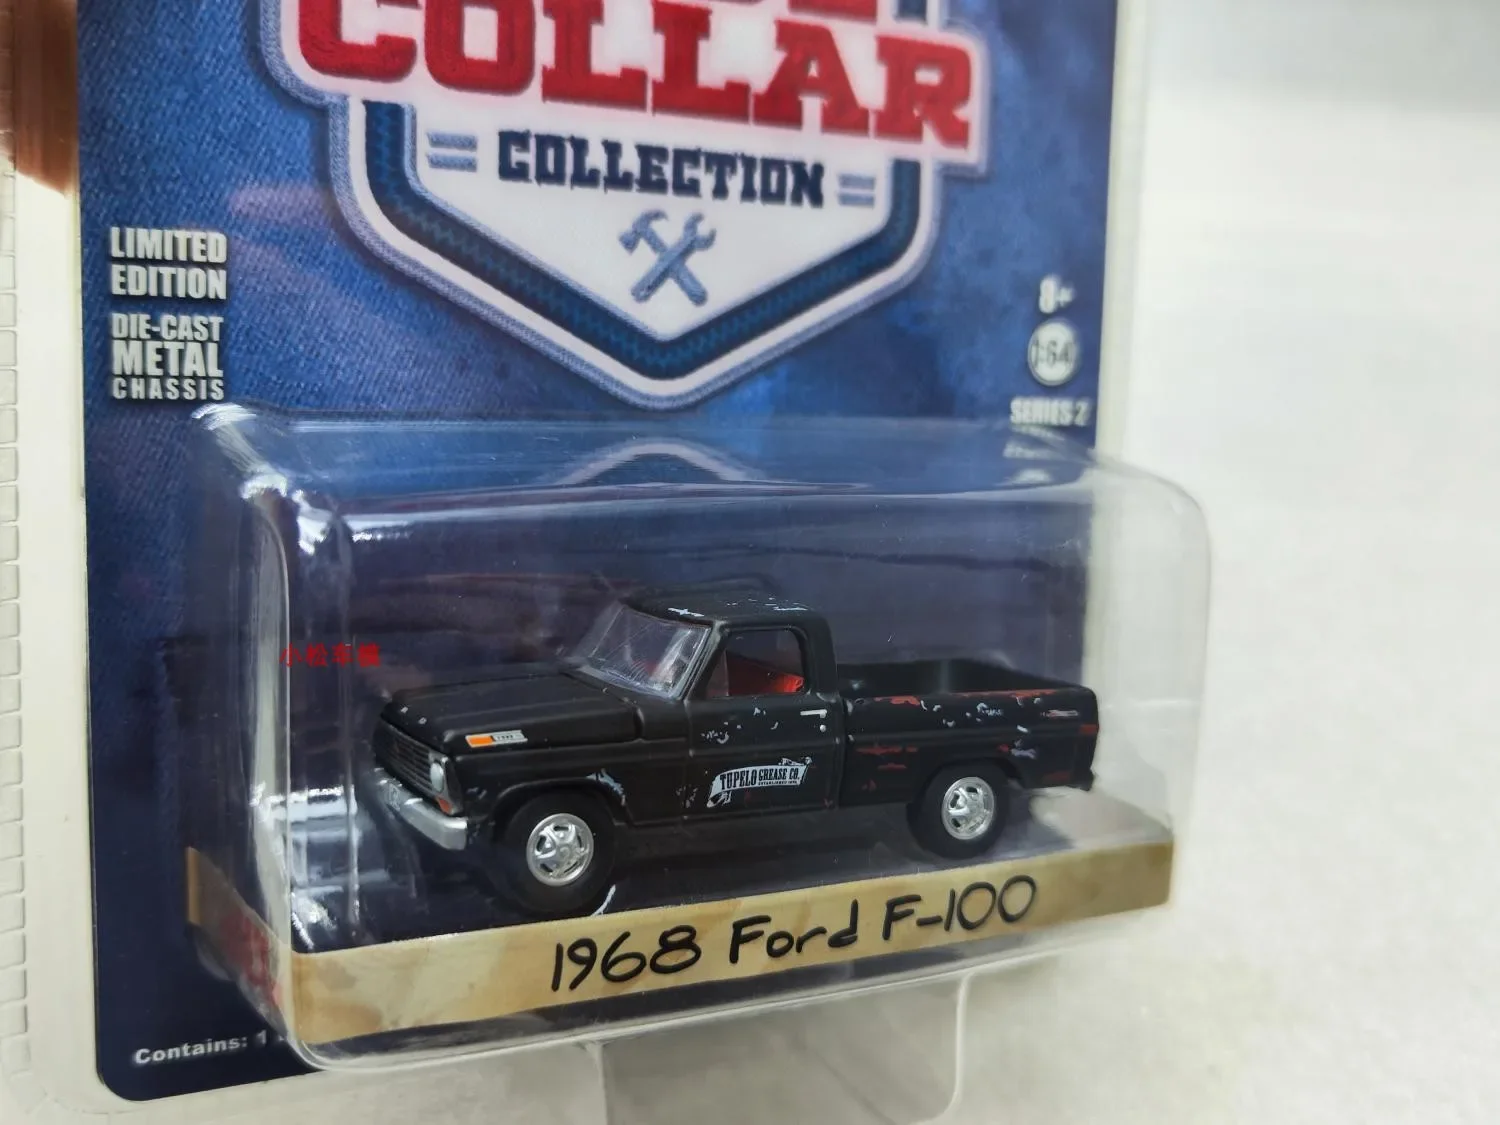 COLLAR
COLLECTION
LIMITED
EDITION
DIE-CAST
METAL
CHASSIS
8+
1:64
SERIES 2
小松车模
TUPELO GREASE CO.
1968 Ford F-100
Contains: 1